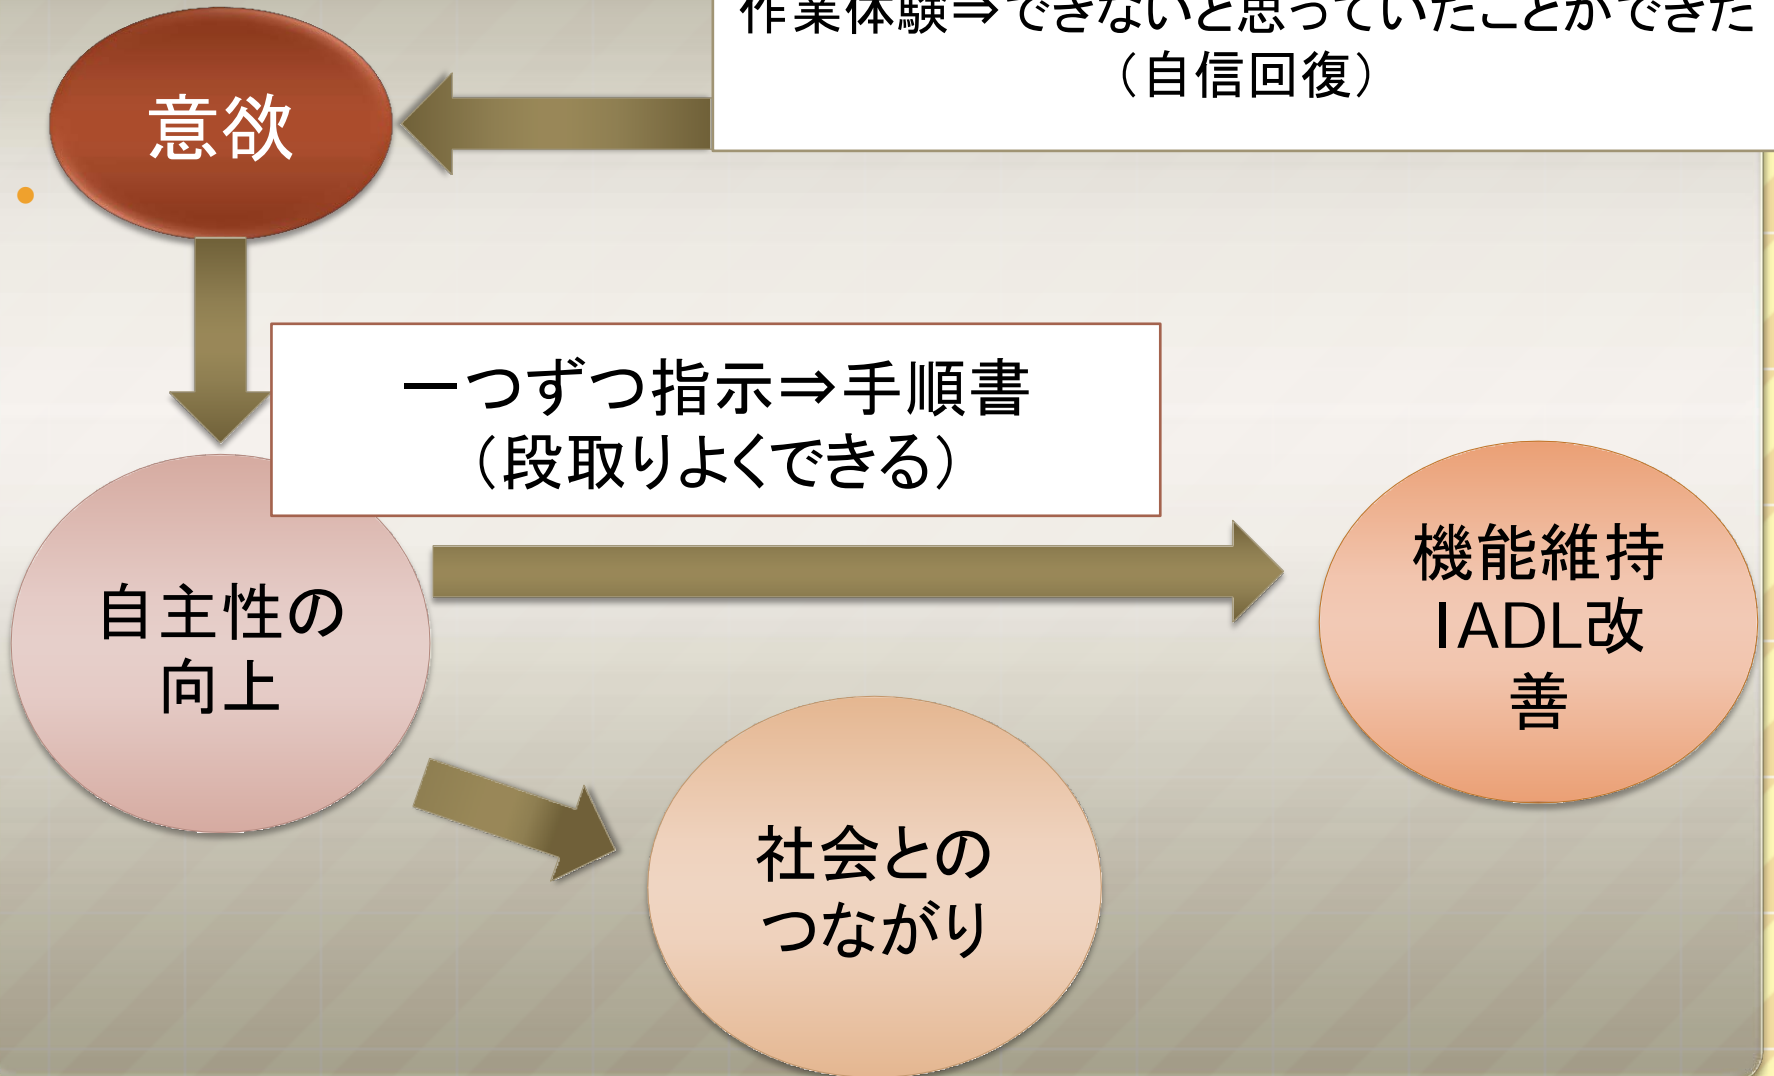 作業体験⇒できないと思っていたことができた
（自信回復）
意欲
一つずつ指示⇒手順書
（段取りよくできる）
自主性の
向上
機能維持
IADL改
善
社会との
つながり